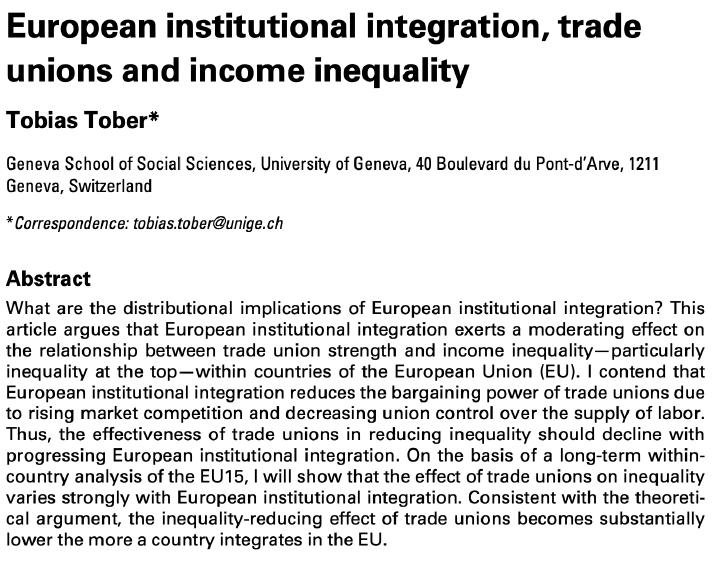 European institutional integration, trade
unions and income inequality
Tobias Tober*
Geneva School of Social Sciences, University of Geneva, 40 Boulevard du Pont-d’Arve, 1211
Geneva, Switzerland
*Correspondence: tobias.tober@unige.ch
Abstract
What are the distributional implications of European institutional integration? This
article argues that European institutional integration exerts a moderating effect on
the relationship between trade union strength and income inequality—particularly
inequality at the top—within countries of the European Union (EU). I contend that
European institutional integration reduces the bargaining power of trade unions due
to rising market competition and decreasing union control over the supply of labor.
Thus, the effectiveness of trade unions in reducing inequality should decline with
progressing European institutional integration. On the basis of a long-term within-
country analysis of the EU15, I will show that the effect of trade unions on inequality
varies strongly with European institutional integration. Consistent with the theoreti-
cal argument, the inequality-reducing effect of trade unions becomes substantially
lower the more a country integrates in the EU.